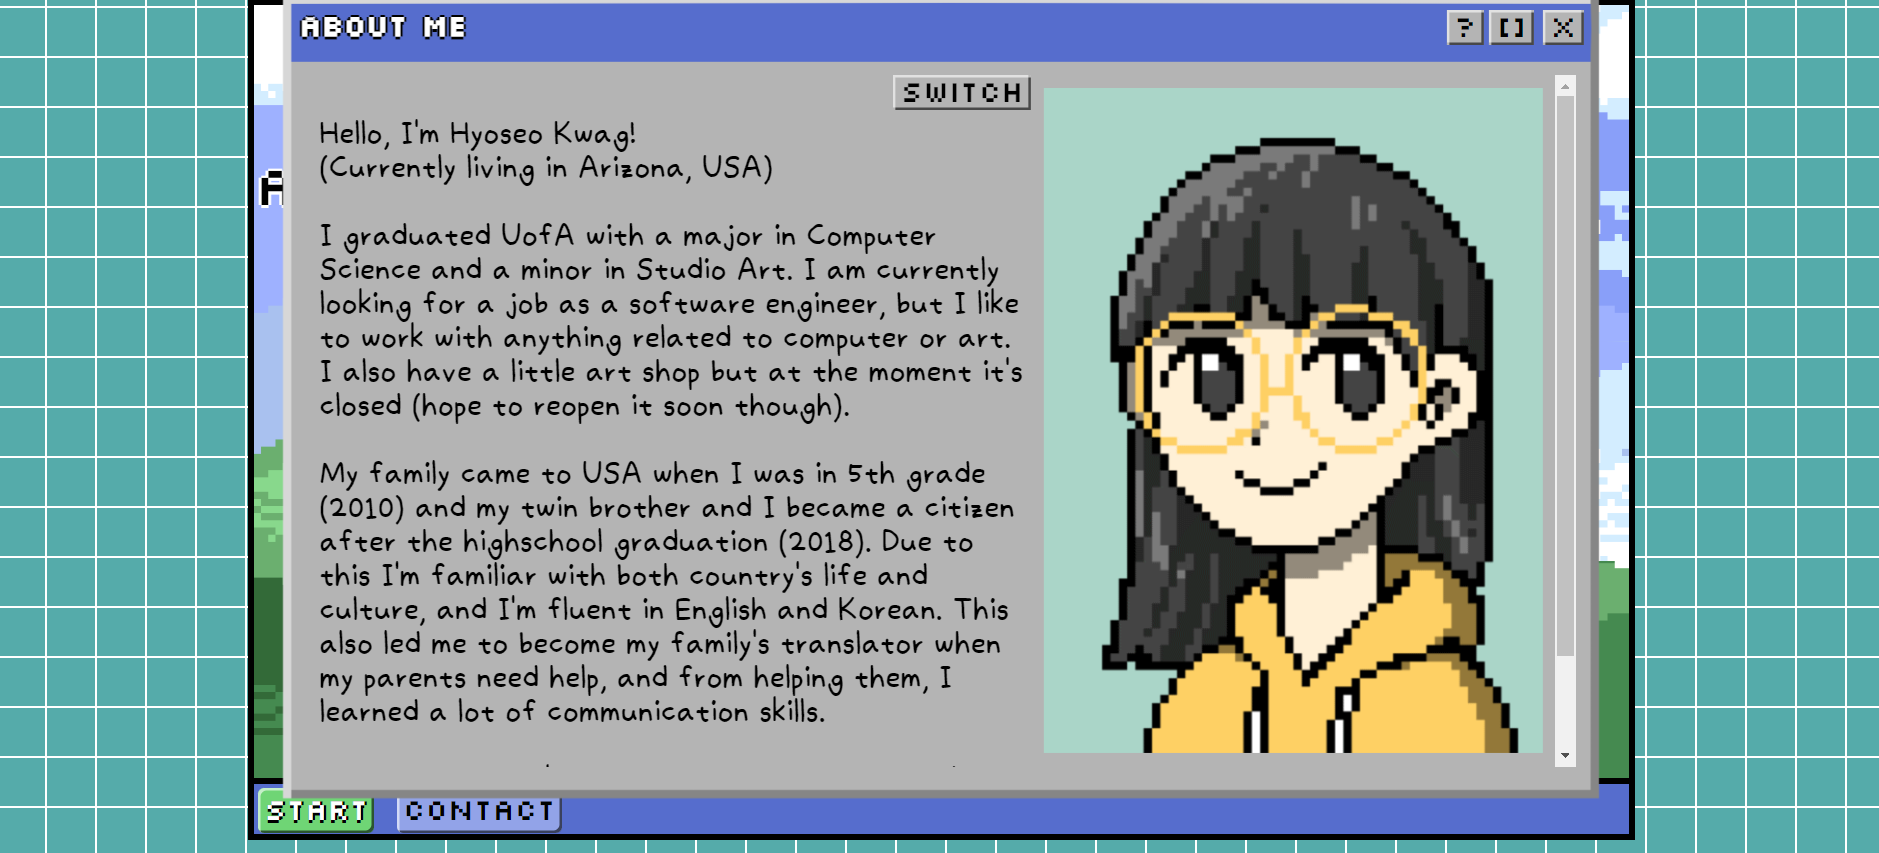 ABOUT ME
?
[]
X
SWITCH
Hello, I'm Hyoseo Kwag!
(Currently living in Arizona, USA)
I graduated UofA with a major in Computer
Science and a minor in Studio Art. I am currently
looking for a job as a software engineer, but I like
to work with anything related to computer or art.
I also have a little art shop but at the moment it's
closed (hope to reopen it soon though).
My family came to USA when I was in 5th grade
(2010) and my twin brother and I became a citizen
after the highschool graduation (2018). Due to
this I'm familiar with both country's life and
culture, and I'm fluent in English and Korean. This
also led me to become my family's translator when
my parents need help, and from helping them, I
learned a lot of communication skills.
START
CONTACT